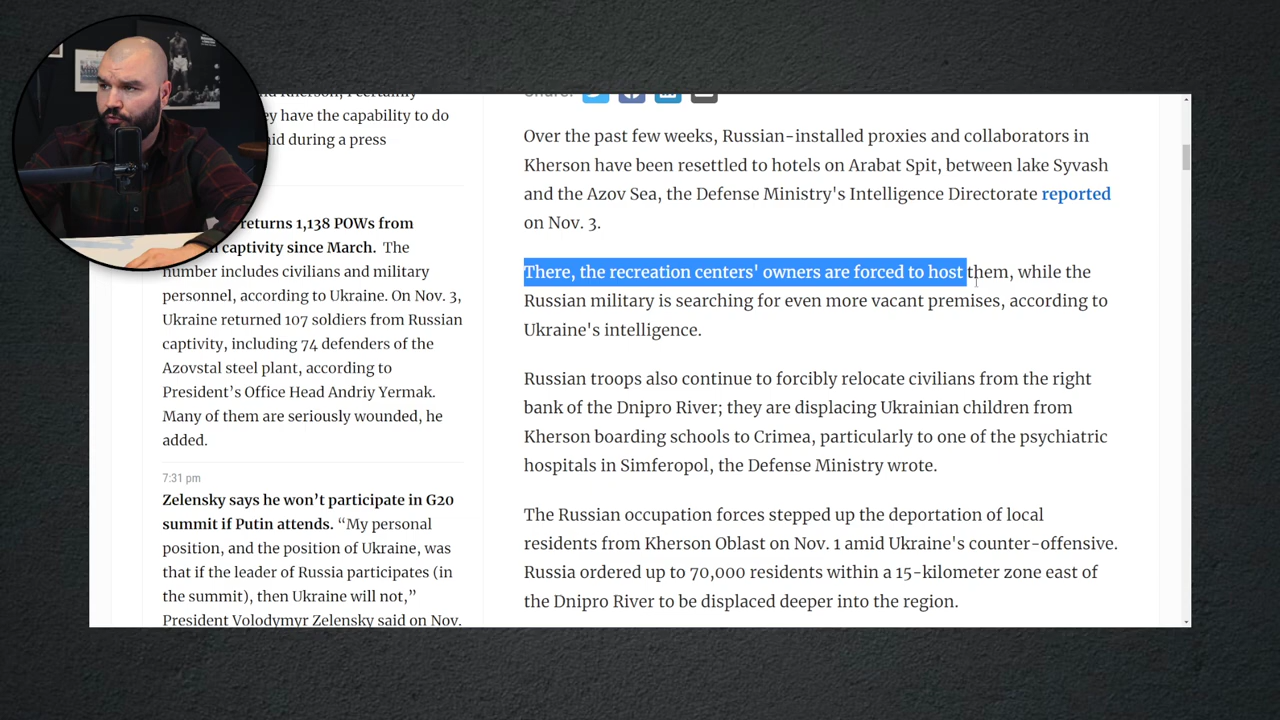 and Kherson, I certainly
ey have the capability to do
aid during a press
returns 1,138 POWs from
captivity since March. The
number includes civilians and military
personnel, according to Ukraine. On Nov. 3,
Ukraine returned 107 soldiers from Russian
captivity, including 74 defenders of the
Azovstal steel plant, according to
President’s Office Head Andriy Yermak.
Many of them are seriously wounded, he
added.
7:31 pm
Zelensky says he won’t participate in G20
summit if Putin attends. “My personal
position, and the position of Ukraine, was
that if the leader of Russia participates (in
the summit), then Ukraine will not,”
President Volodymyr Zelensky said on Nov.
Share:
Over the past few weeks, Russian-installed proxies and collaborators in
Kherson have been resettled to hotels on Arabat Spit, between lake Syvash
and the Azov Sea, the Defense Ministry's Intelligence Directorate reported
on Nov. 3.
There, the recreation centers' owners are forced to host them, while the
Russian military is searching for even more vacant premises, according to
Ukraine's intelligence.
Russian troops also continue to forcibly relocate civilians from the right
bank of the Dnipro River; they are displacing Ukrainian children from
Kherson boarding schools to Crimea, particularly to one of the psychiatric
hospitals in Simferopol, the Defense Ministry wrote.
The Russian occupation forces stepped up the deportation of local
residents from Kherson Oblast on Nov. 1 amid Ukraine's counter-offensive.
Russia ordered up to 70,000 residents within a 15-kilometer zone east of
the Dnipro River to be displaced deeper into the region.